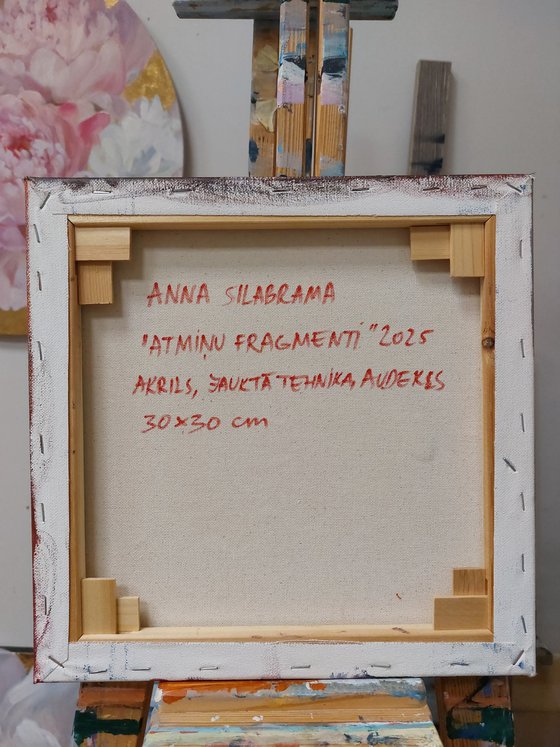 ANNA SILABRAMA
"ATMIŅU FRAGMENTI" 2025
AKRILS, JAUKTĀ TEHNIKA, AUDEKLS
30x30 cm